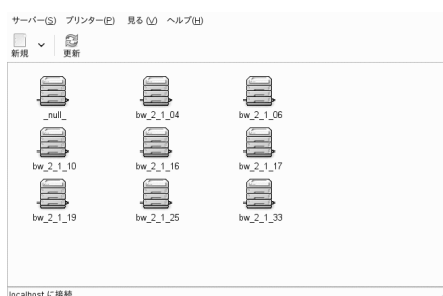 サーバー(S) プリンター(P) 見る (V) ヘルプ(H)
新規 更新
_null_ bw_2_1_04 bw_2_1_06
bw_2_1_10 bw_2_1_16 bw_2_1_17
bw_2_1_19 bw_2_1_25 bw_2_1_33
localhost に接続